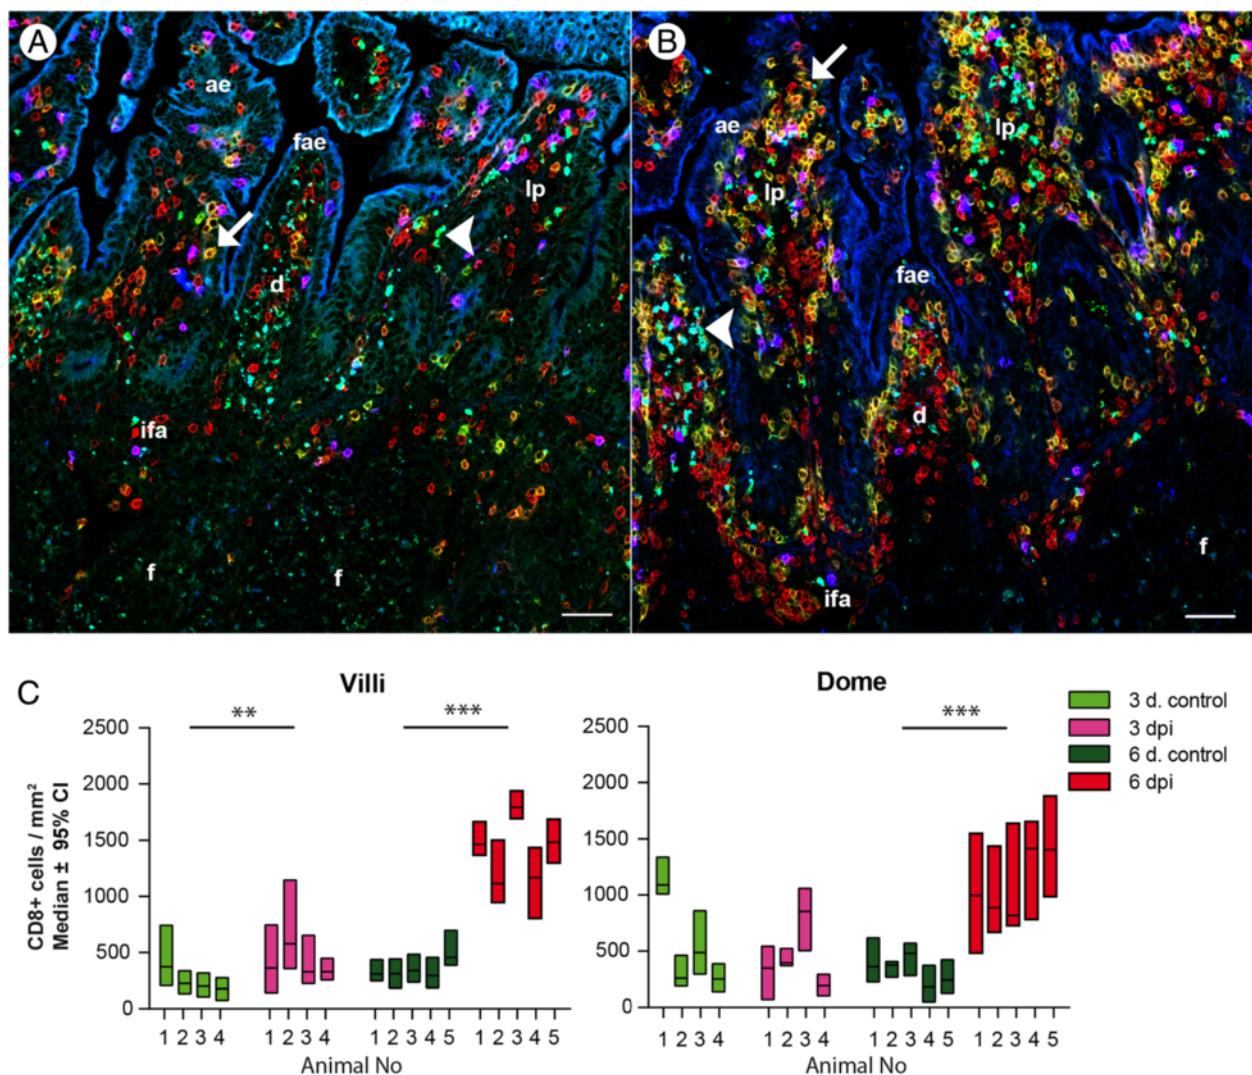 A
ae
fae
lp
d
ifa
f
f
B
ae
lp
lp
fae
d
ifa
f
C
Villi
**
***
CD8+ cells / mm²
Median ± 95% CI
2500
2000
1500
1000
500
0
1 2 3 4 1 2 3 4 1 2 3 4 5 1 2 3 4 5
Animal No
Dome
***
2500
2000
1500
1000
500
0
1 2 3 4 1 2 3 4 1 2 3 4 5 1 2 3 4 5
Animal No
3 d. control
3 dpi
6 d. control
6 dpi